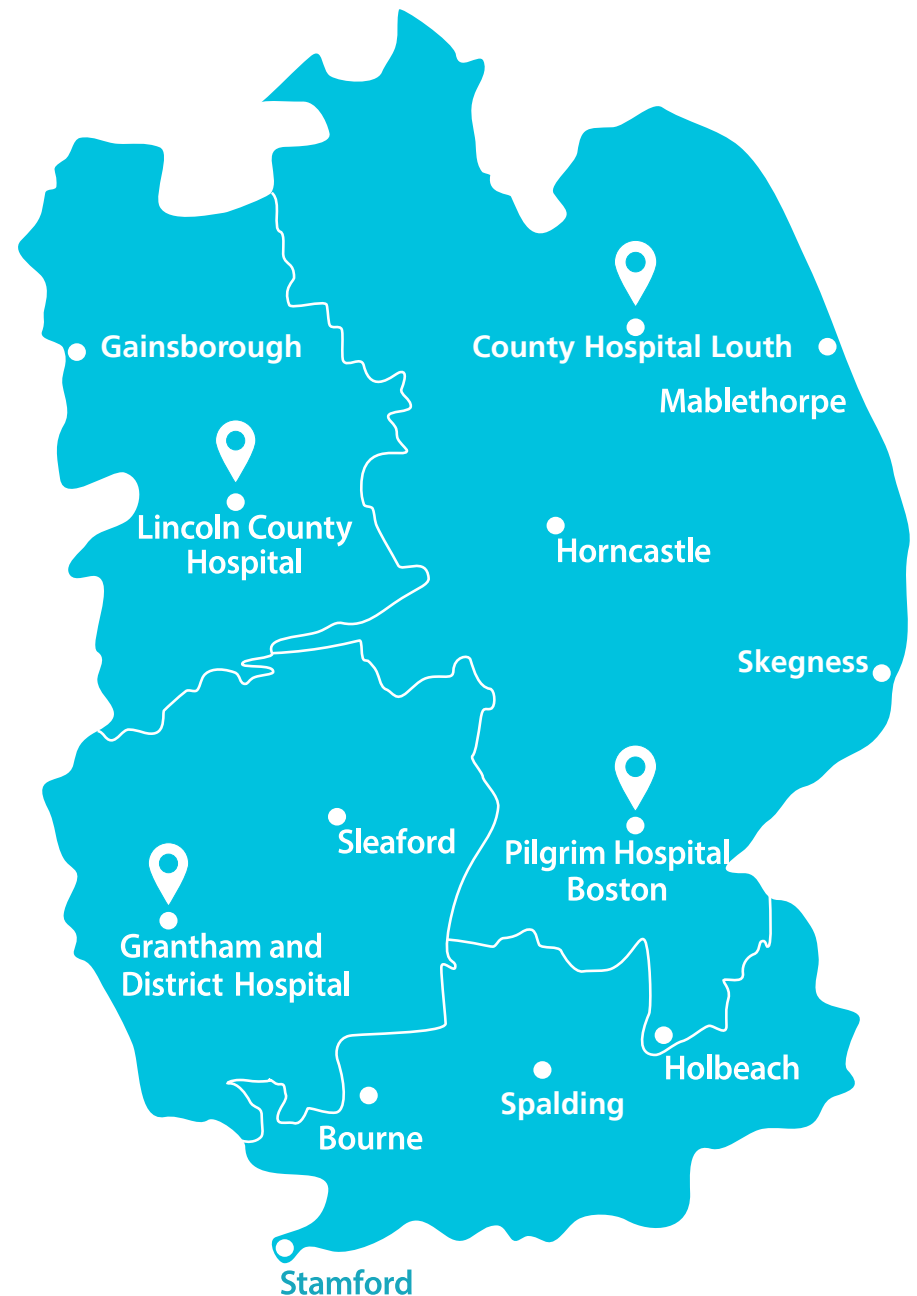 Gainsborough
County Hospital Louth
Mablethorpe
Lincoln County
Hospital
Horncastle
Skegness
Sleaford
Pilgrim Hospital
Boston
Grantham and
District Hospital
Holbeach
Spalding
Bourne
Stamford